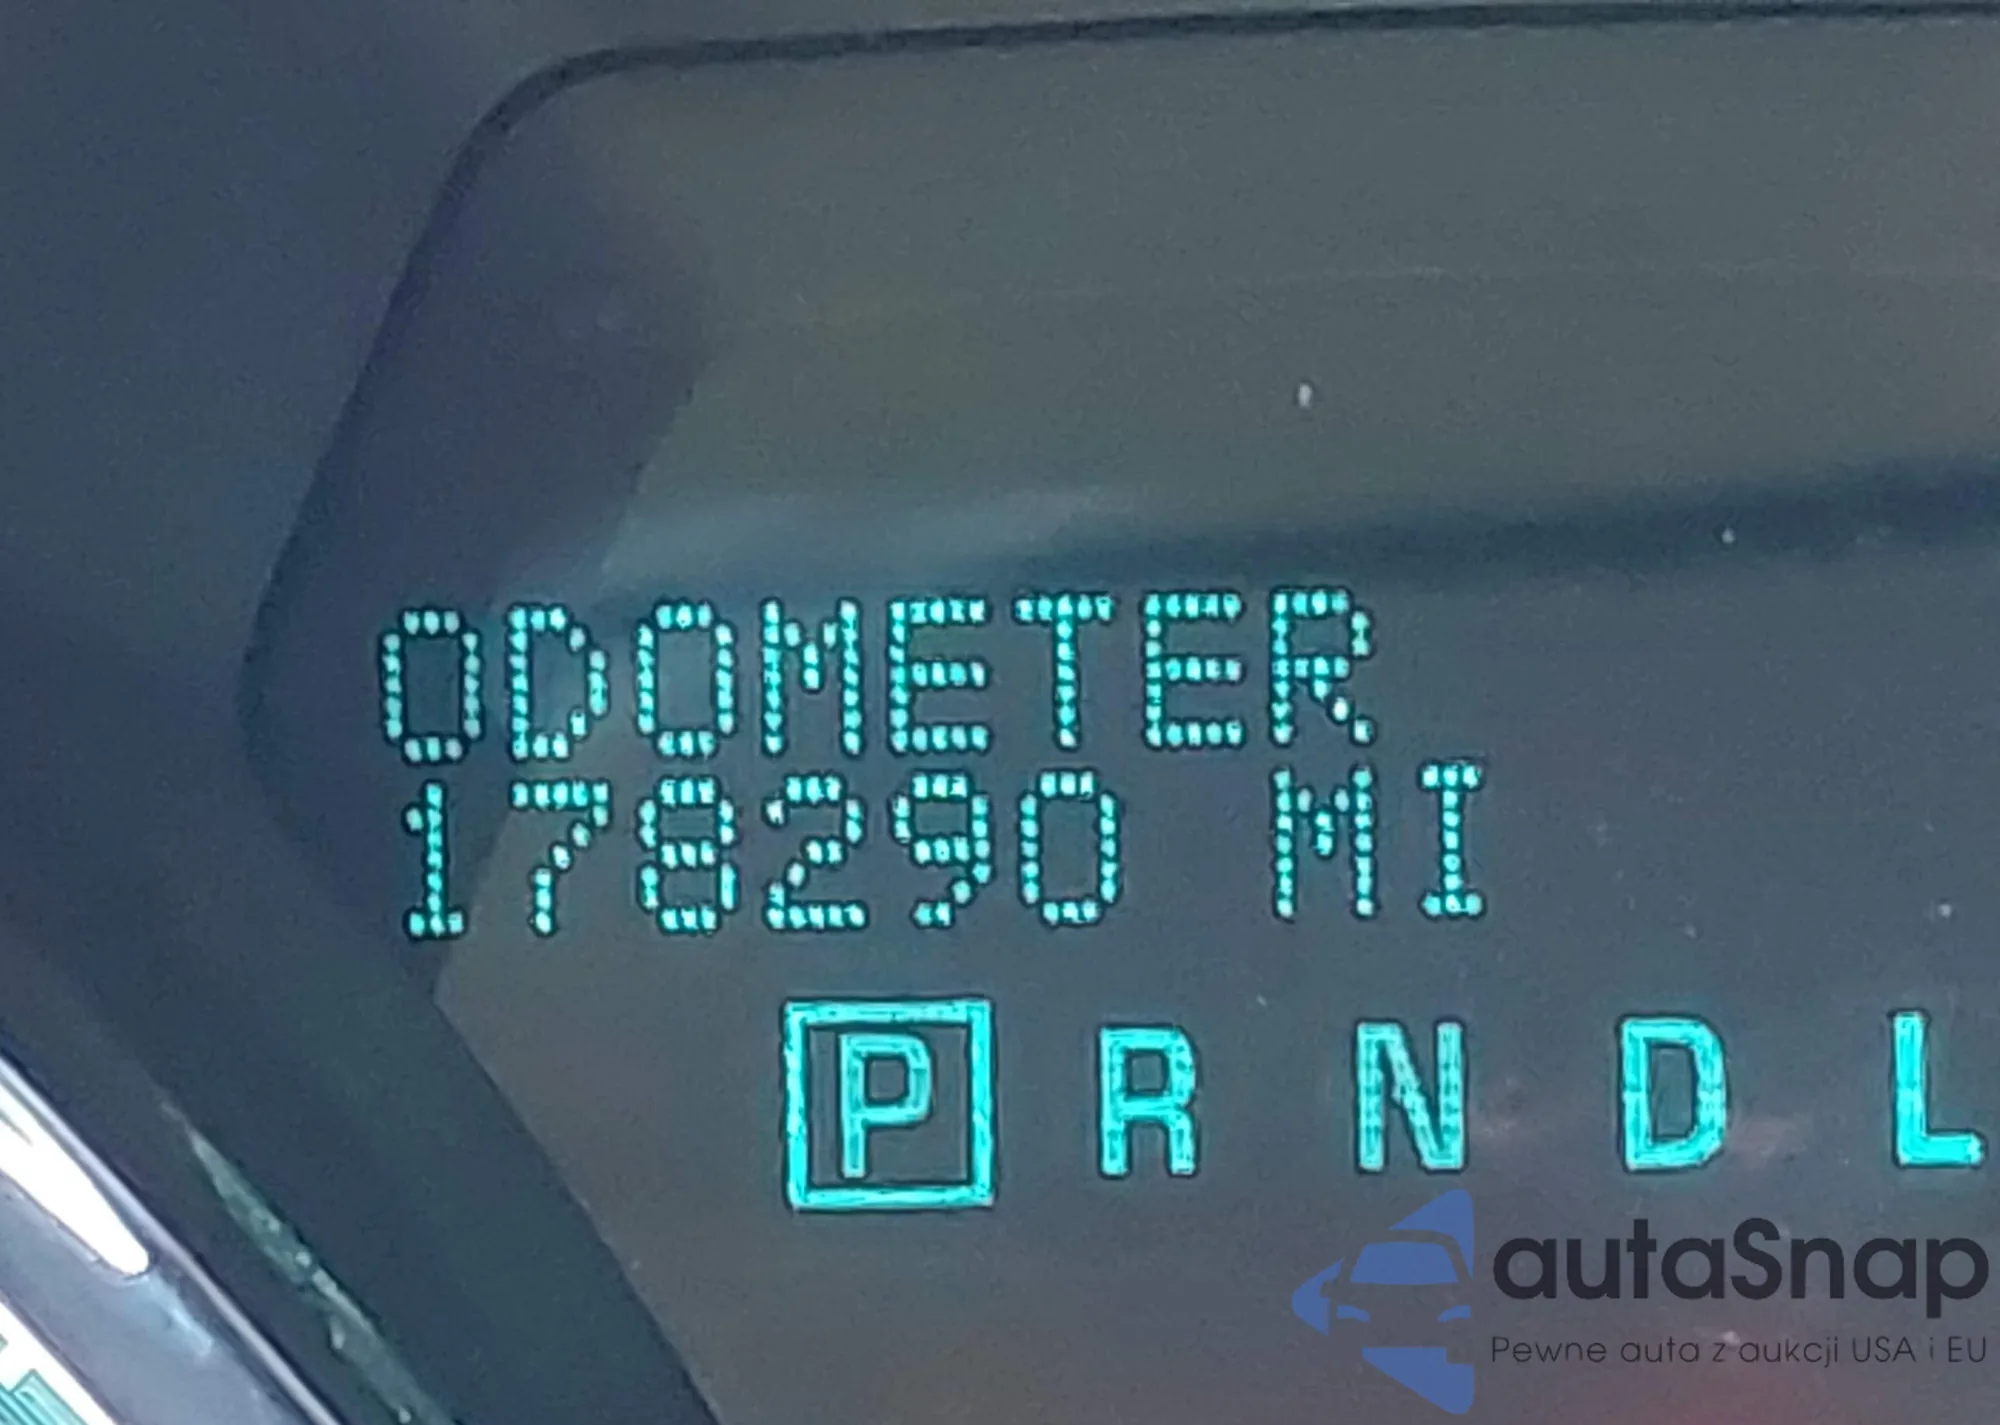 ODOMETER
178290 MI
P R N D L
autaSnap
Pewne auta z aukcji USA i EU